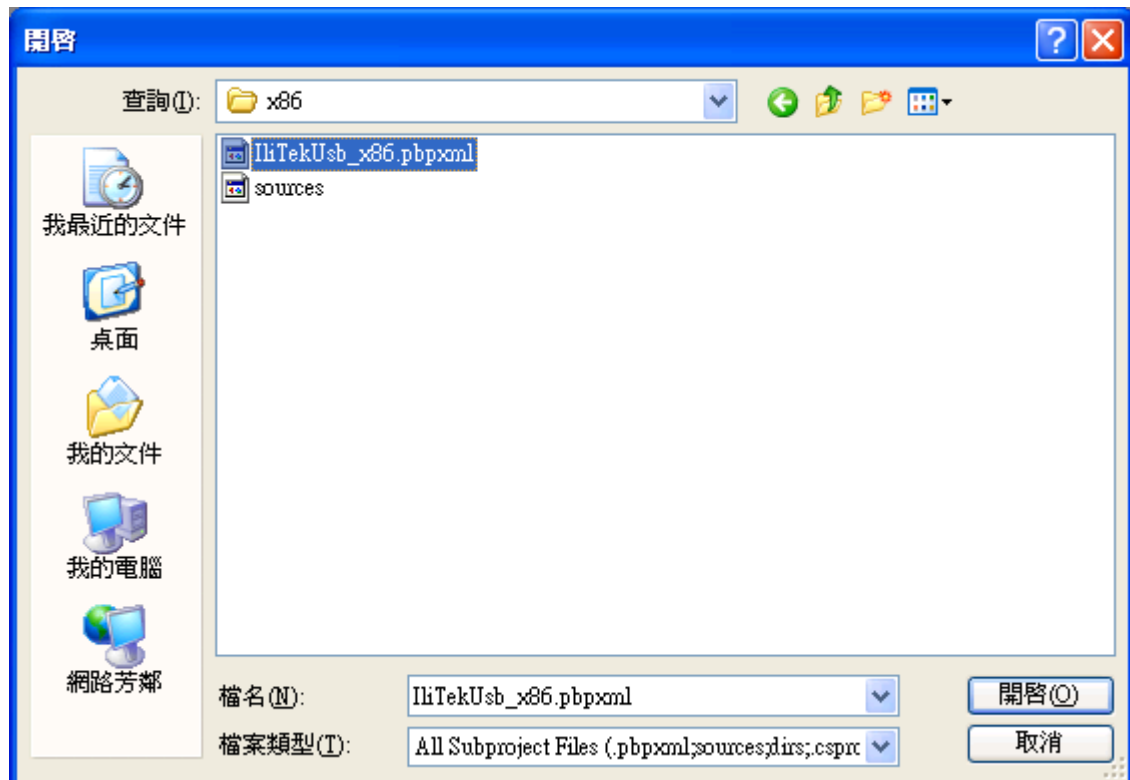 開啓
查詢(I):
x86
IliTekUsb_x86.pbpxml
sources
我最近的文件
桌面
我的文件
我的電腦
網路芳鄰
檔名(N):
IliTekUsb_x86.pbpxml
開啓(O)
檔案類型(T):
All Subproject Files (.pbpxml;sources;dirs;.csprc
取消